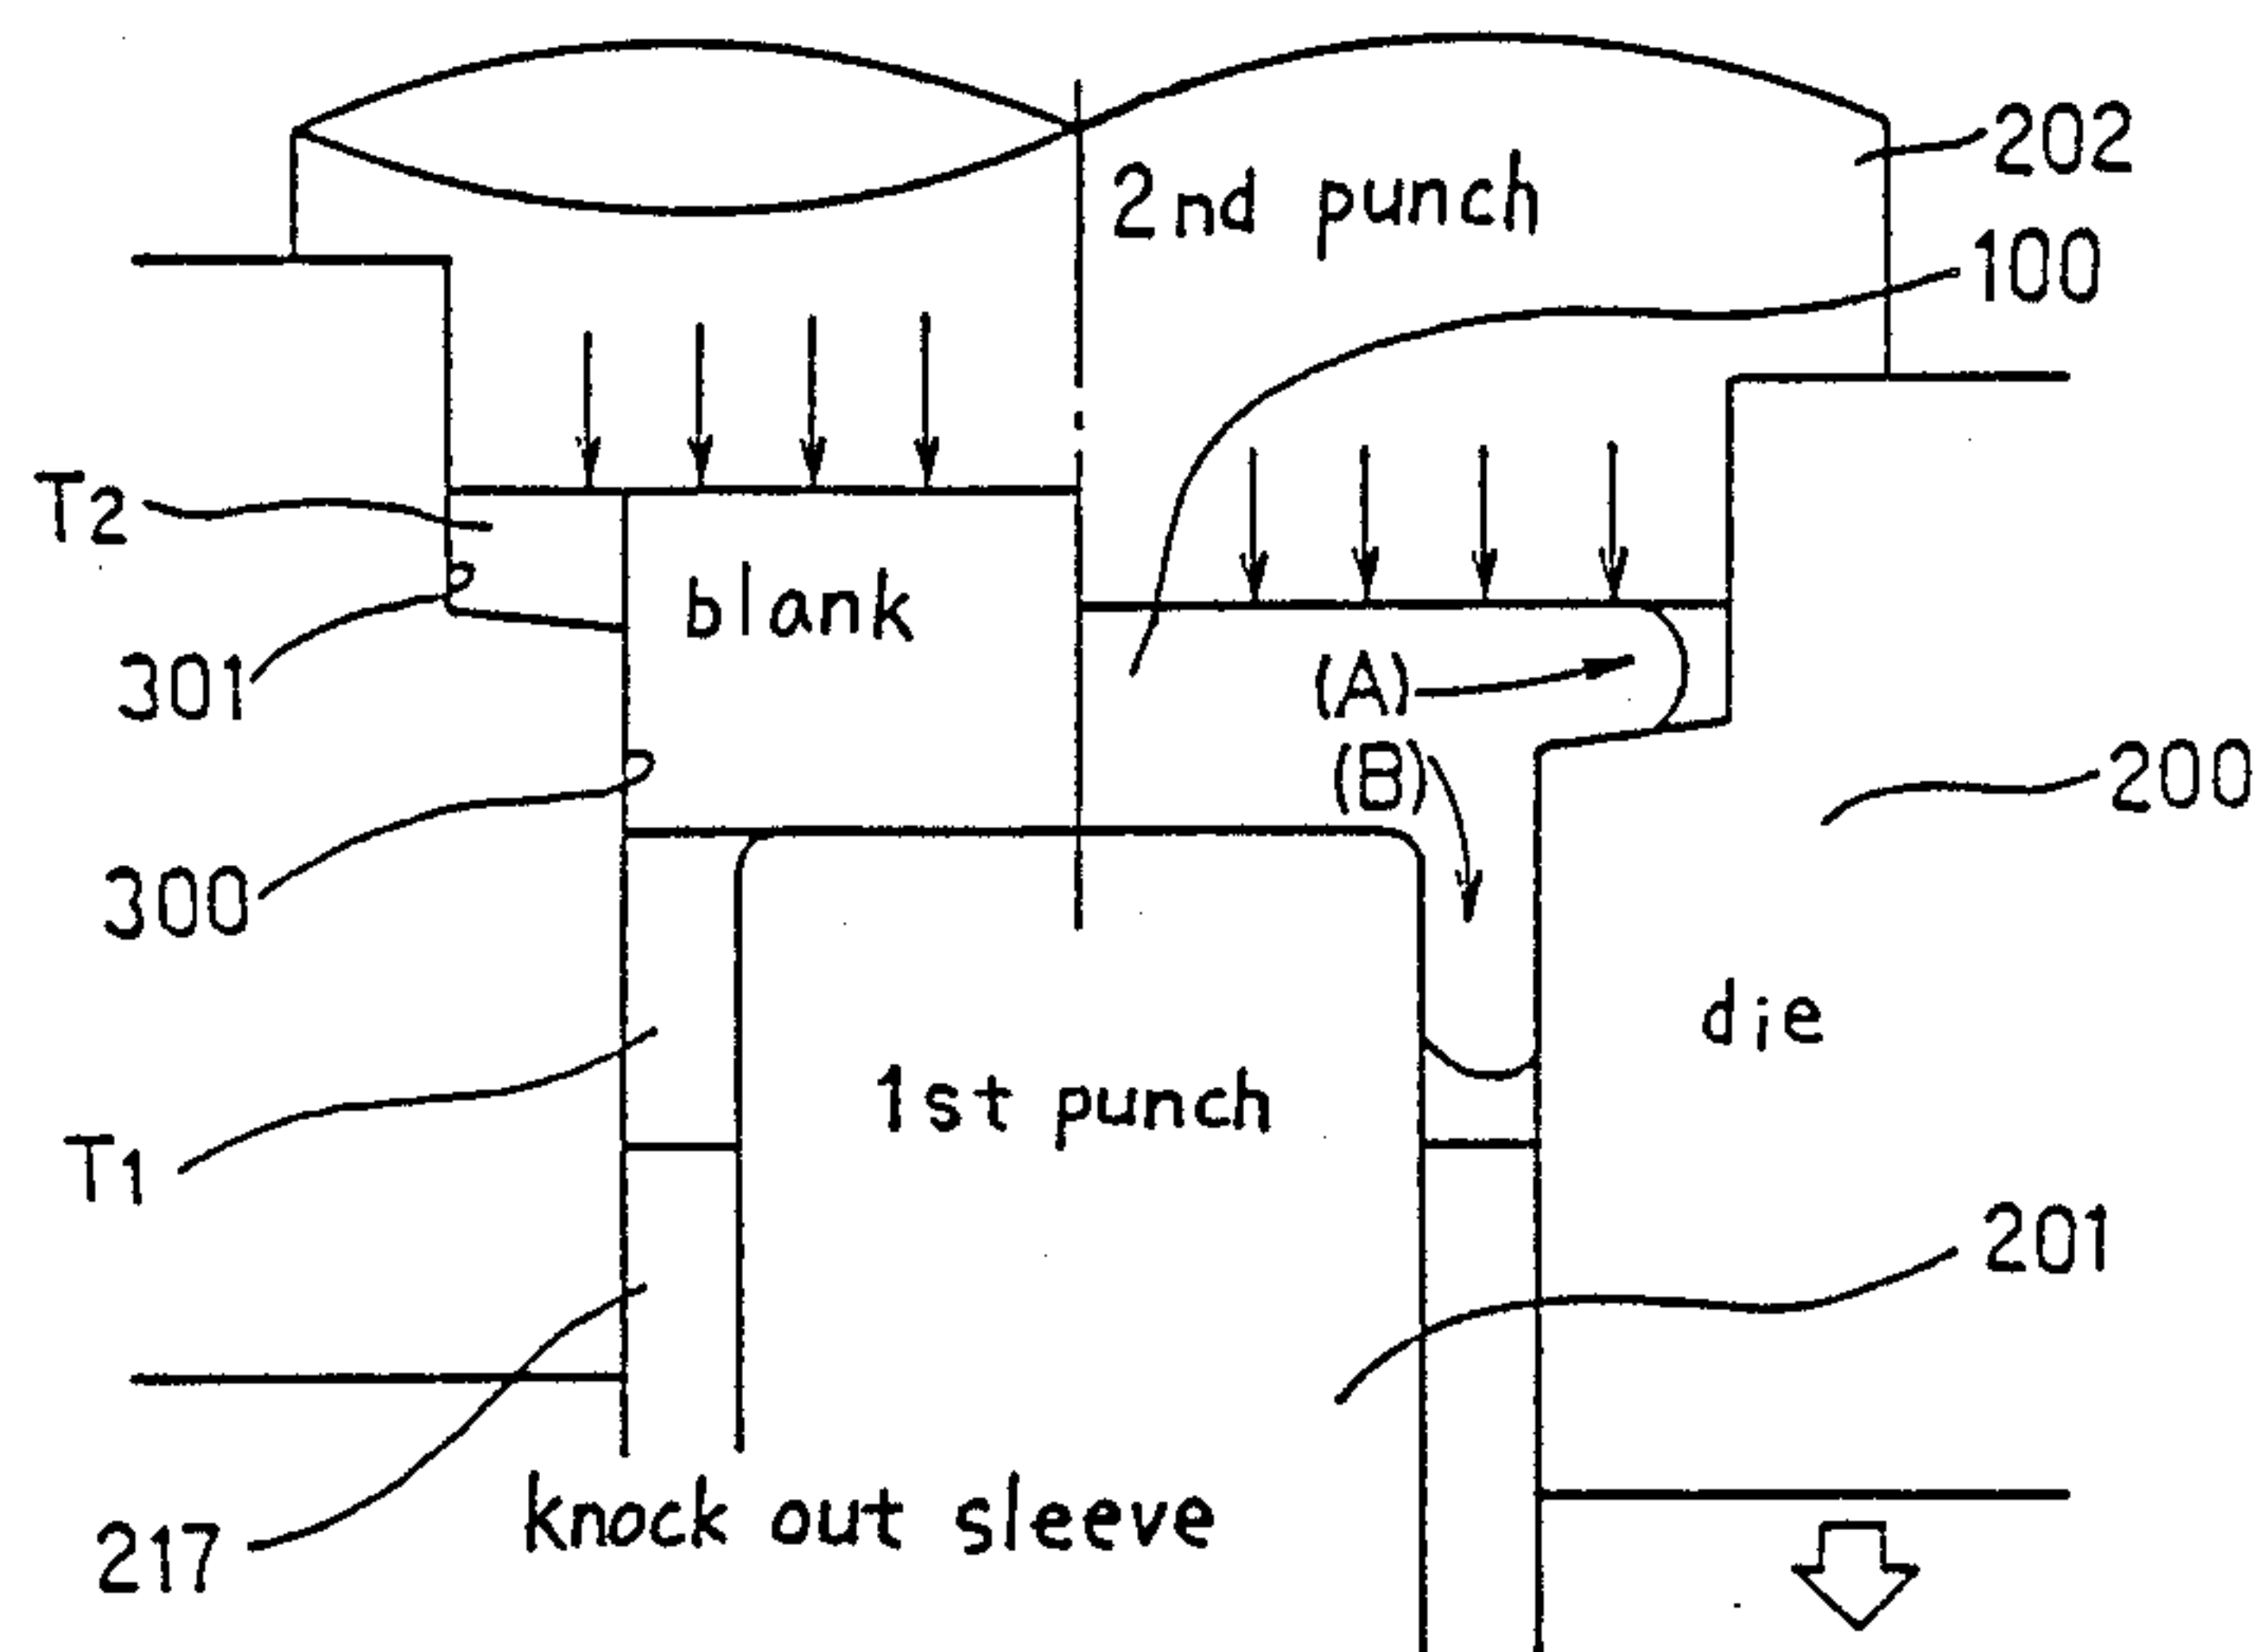 202
2nd punch
100
T2
blank
301
(A)
(B)
200
300
die
1st punch
T1
201
knock out sleeve
217